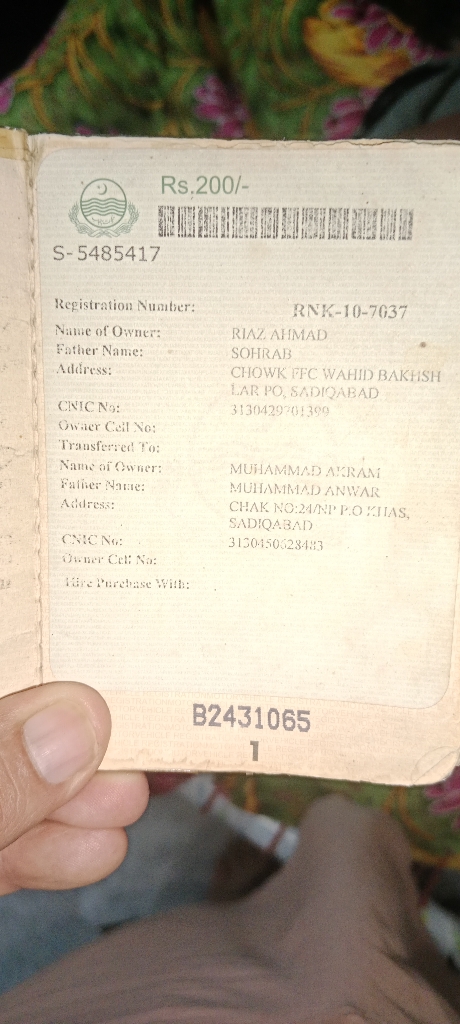 Rs.200/-
S-5485417
Registration Number: RNK-10-7037
Name of Owner: RIAZ AHMAD
Father Name: SOHRAB
Address: CHOWK FFC WAHID BAKHSH
LAR PO, SADIQABAD
CNIC No:
Owner Cell No:
Transferred To:
Name of Owner: MUHAMMAD AKRAM
Father Name: MUHAMMAD ANWAR
Address: CHAK NO:24/NP P.O KHAS,
SADIQABAD
CNIC No: 3130450628483
Owner Cell No:
Hire Purchase With:
B2431065
1